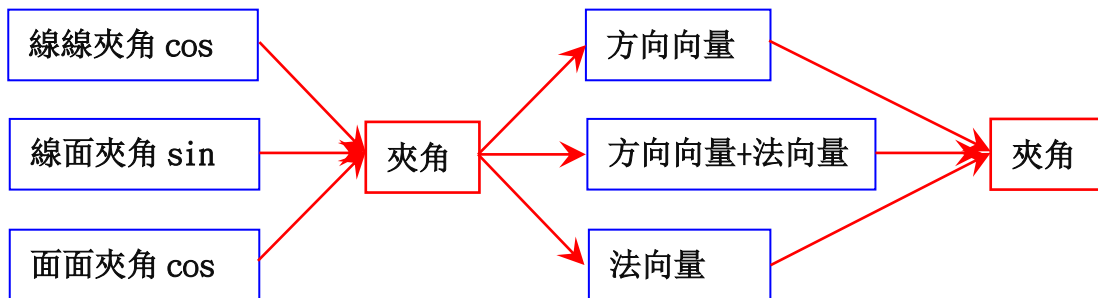 線線夾角 cos
線面夾角 sin
面面夾角 cos
夾角
方向向量
方向向量+法向量
法向量
夾角